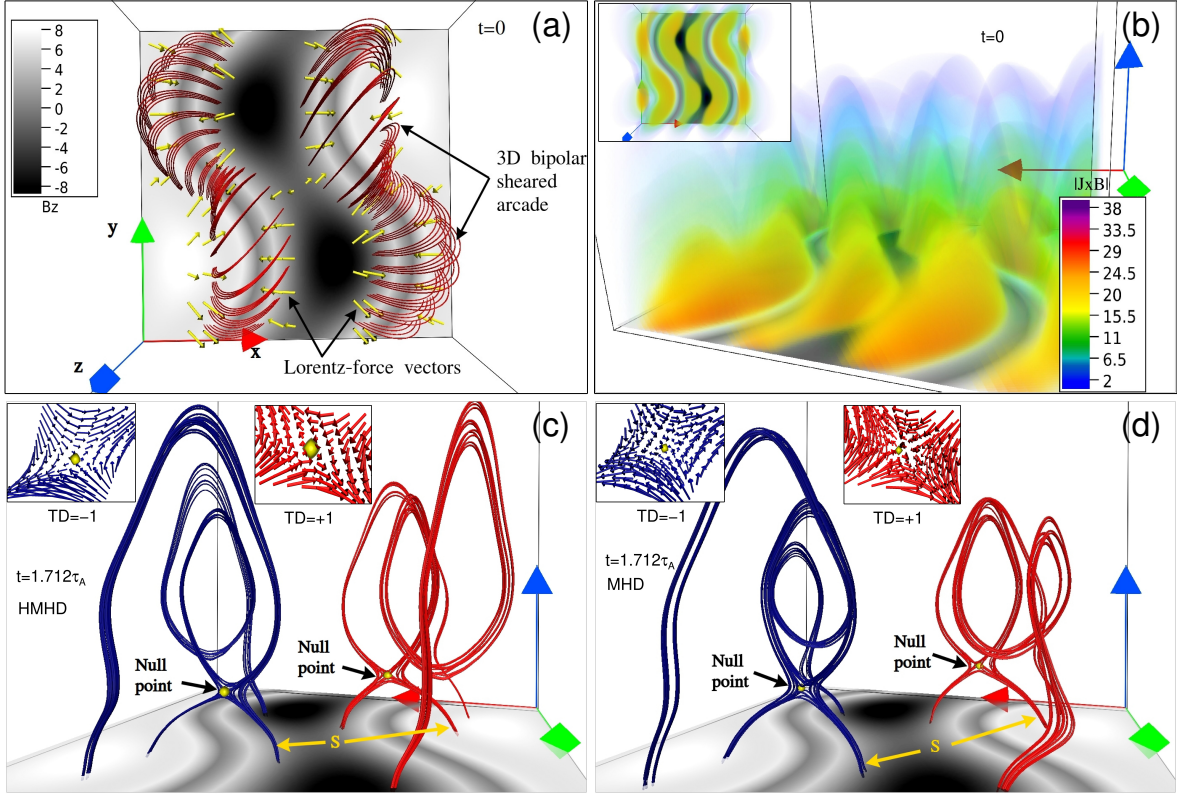 (a)
t=0
8
6
4
2
0
-2
-4
-6
-8
Bz
3D bipolar
sheared
arcade
y
x
z
Lorentz-force vectors
(b)
t=0
|JxB|
38
33.5
29
24.5
20
15.5
11
6.5
2
(c)
TD=−1
TD=+1
t=1.712τA
HMHD
Null
point
Null
point
S
(d)
TD=−1
TD=+1
t=1.712τA
MHD
Null
point
Null
point
S